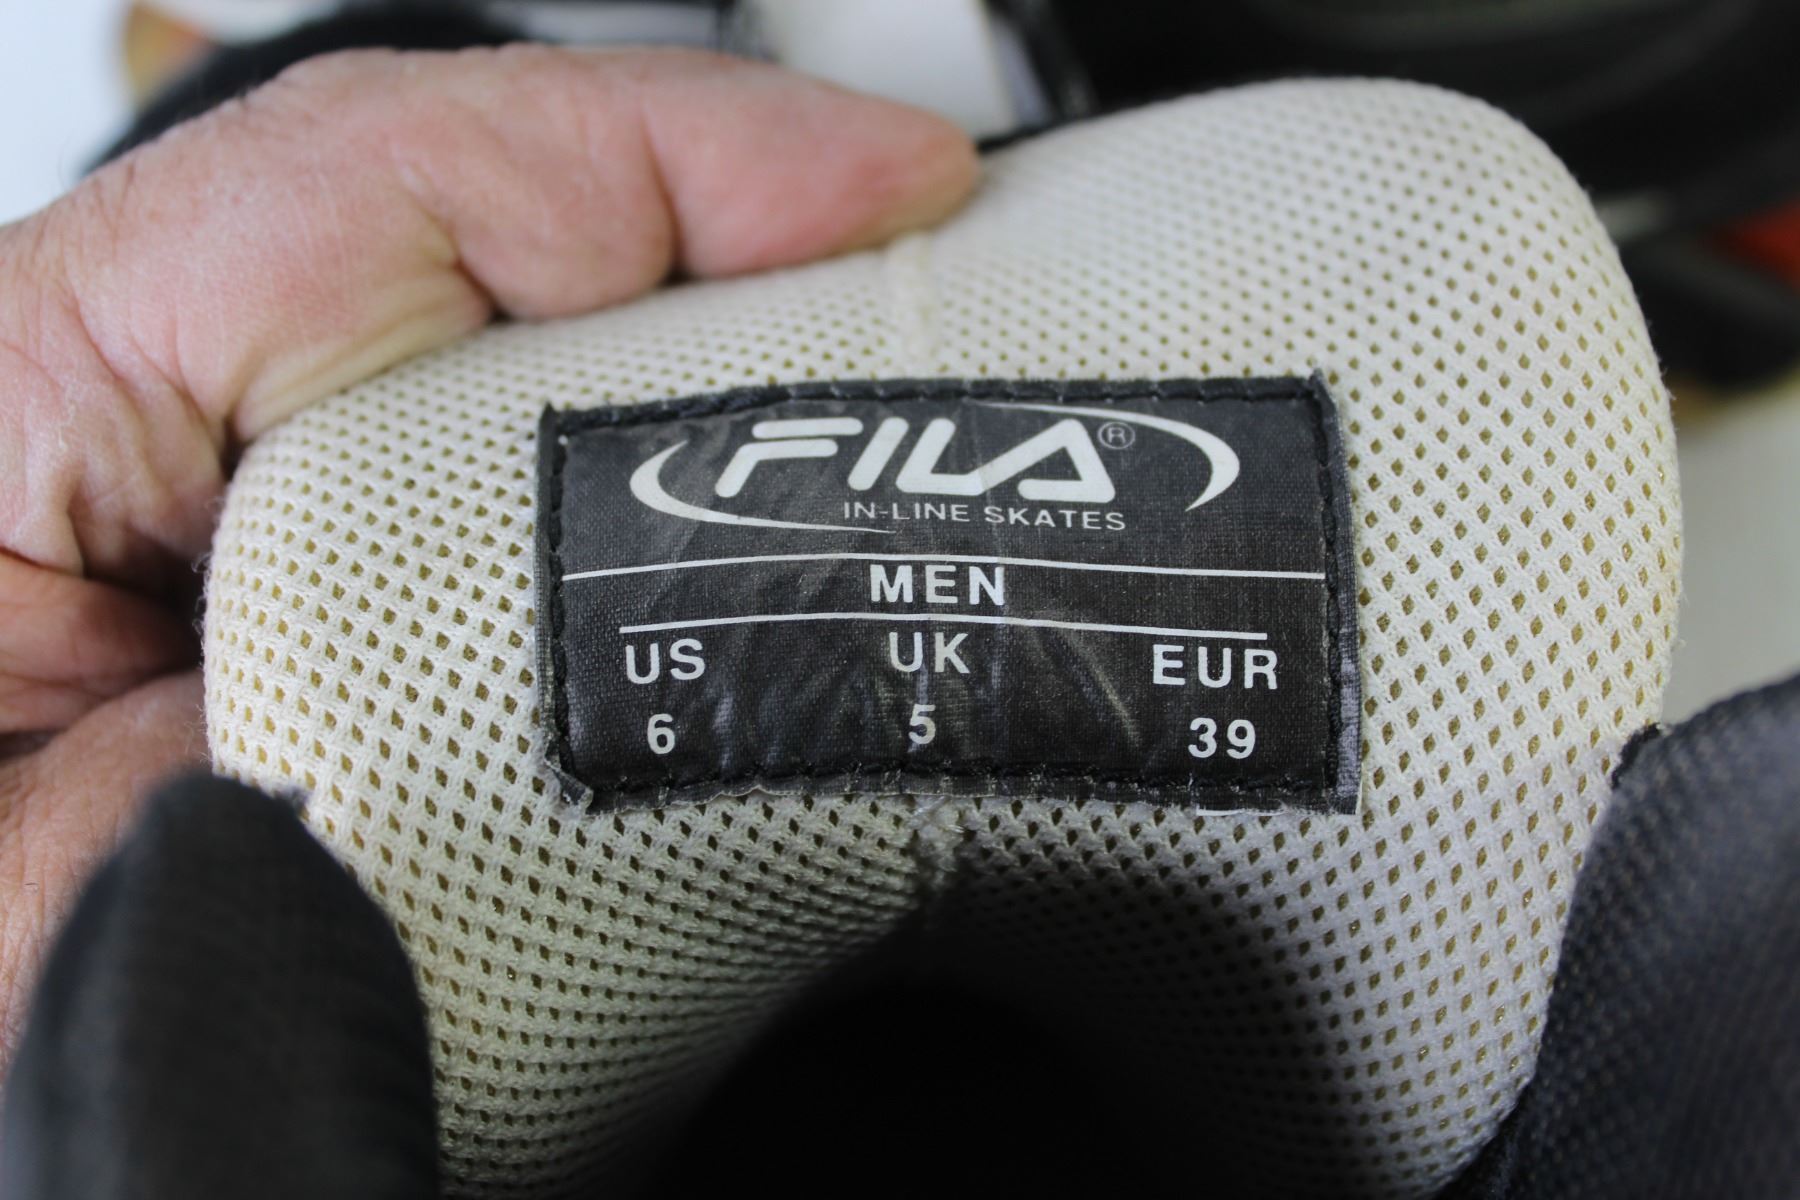 FILA®
IN-LINE SKATES
MEN
US UK EUR
6 5 39